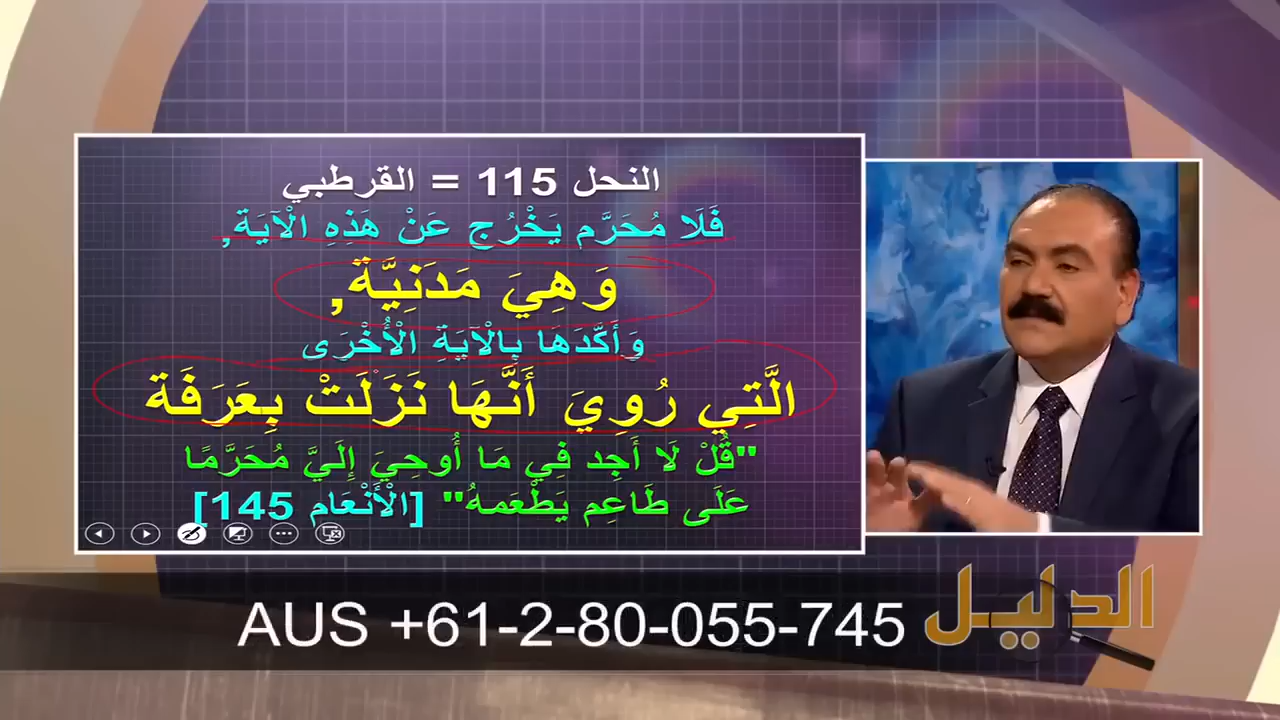 النحل 115 = القرطبي
فَلَا مُحَرَّم يَخْرُج عَنْ هَذِهِ الْآيَة,
وَهِيَ مَدَنِيَّة,
وَأَكَّدَهَا بِالْآيَةِ الْأُخْرَى
الَّتِي رُوِيَ أَنَّهَا نَزَلَتْ بِعَرَفَة
"قُلْ لَا أَجِد فِي مَا أُوحِيَ إِلَيَّ مُحَرَّمًا
عَلَى طَاعِم يَطْعَمهُ" [الْأَنْعَام 145]
AUS +61-2-80-055-745
الدليل